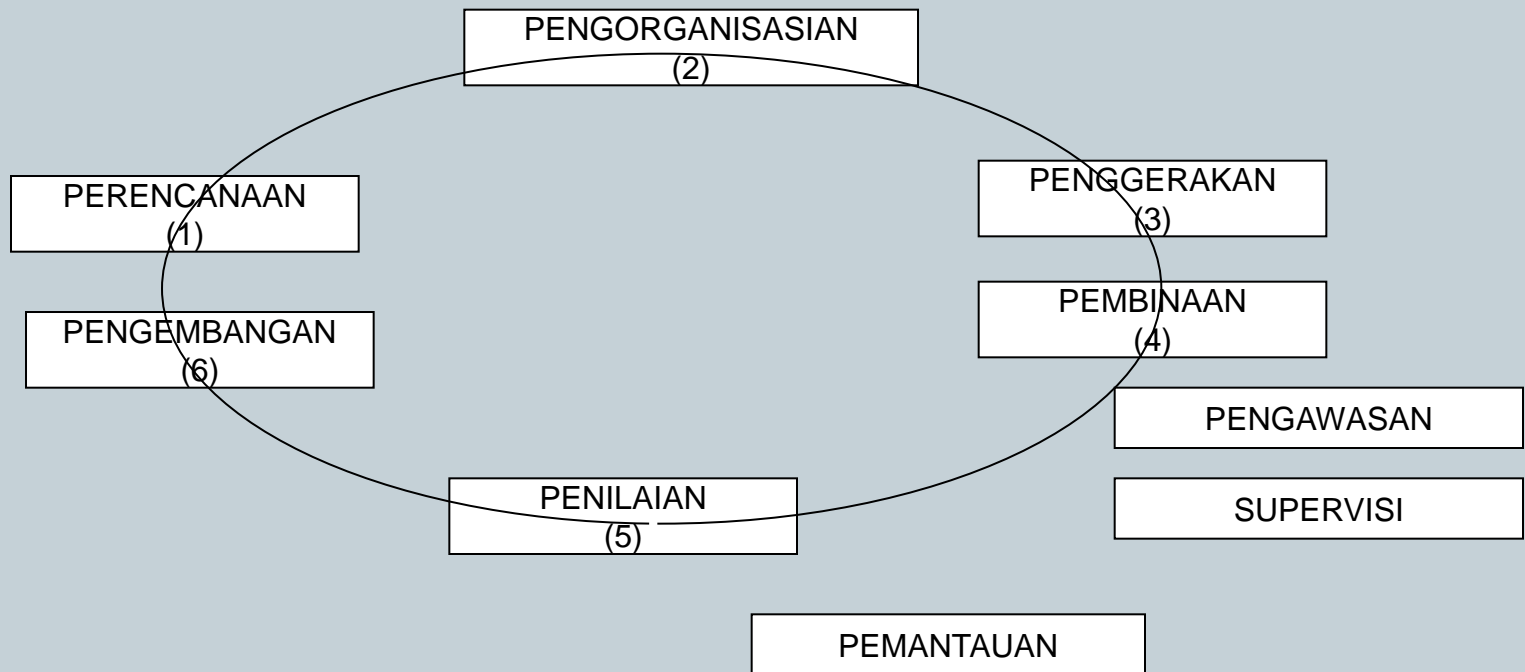 PENGORGANISASIAN
(2)
PERENCANAAN
(1)
PENGGERAKAN
(3)
PEMBINAAN
(4)
PENGEMBANGAN
(6)
PENGAWASAN
PENILAIAN
(5)
SUPERVISI
PEMANTAUAN